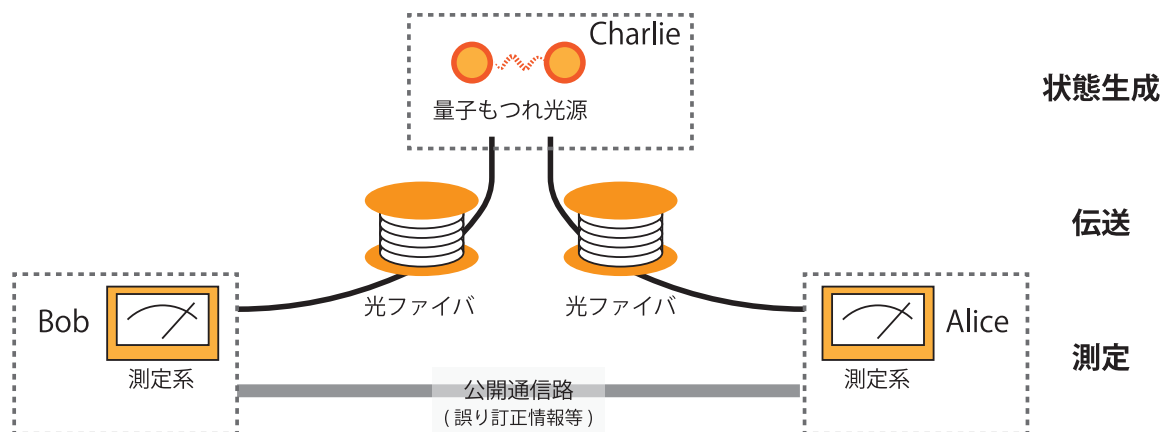 Charlie
量子もつれ光源
状態生成
伝送
光ファイバ
光ファイバ
Bob
測定系
Alice
測定系
測定
公開通信路
( 誤り訂正情報等 )